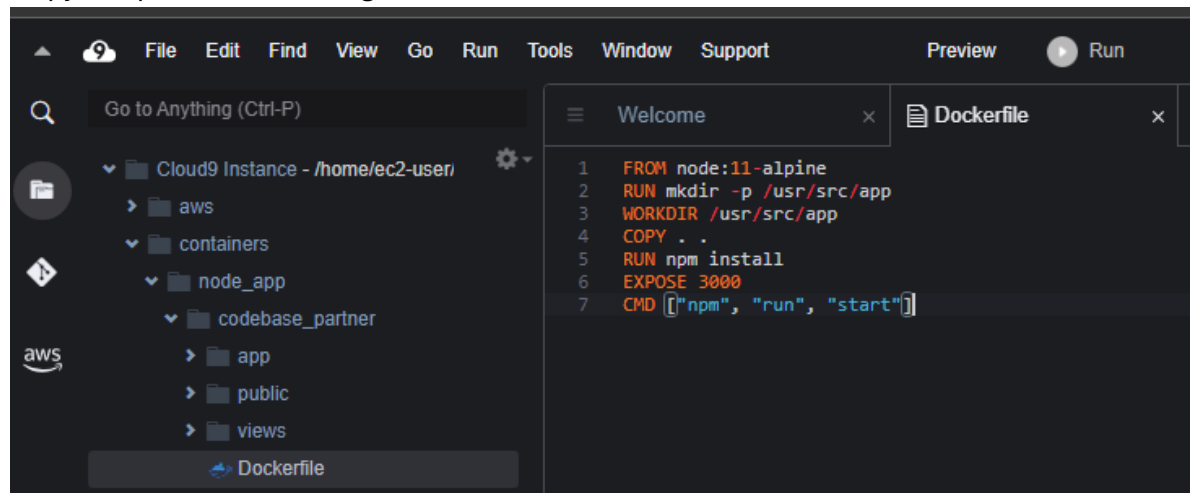 File Edit Find View Go Run Tools Window Support Preview Run
Go to Anything (Ctrl-P)
Welcome
Dockerfile
Cloud9 Instance - /home/ec2-user/
aws
containers
node_app
codebase_partner
app
public
views
Dockerfile
aws
1 FROM node:11-alpine
2 RUN mkdir -p /usr/src/app
3 WORKDIR /usr/src/app
4 COPY . .
5 RUN npm install
6 EXPOSE 3000
7 CMD ["npm", "run", "start"]